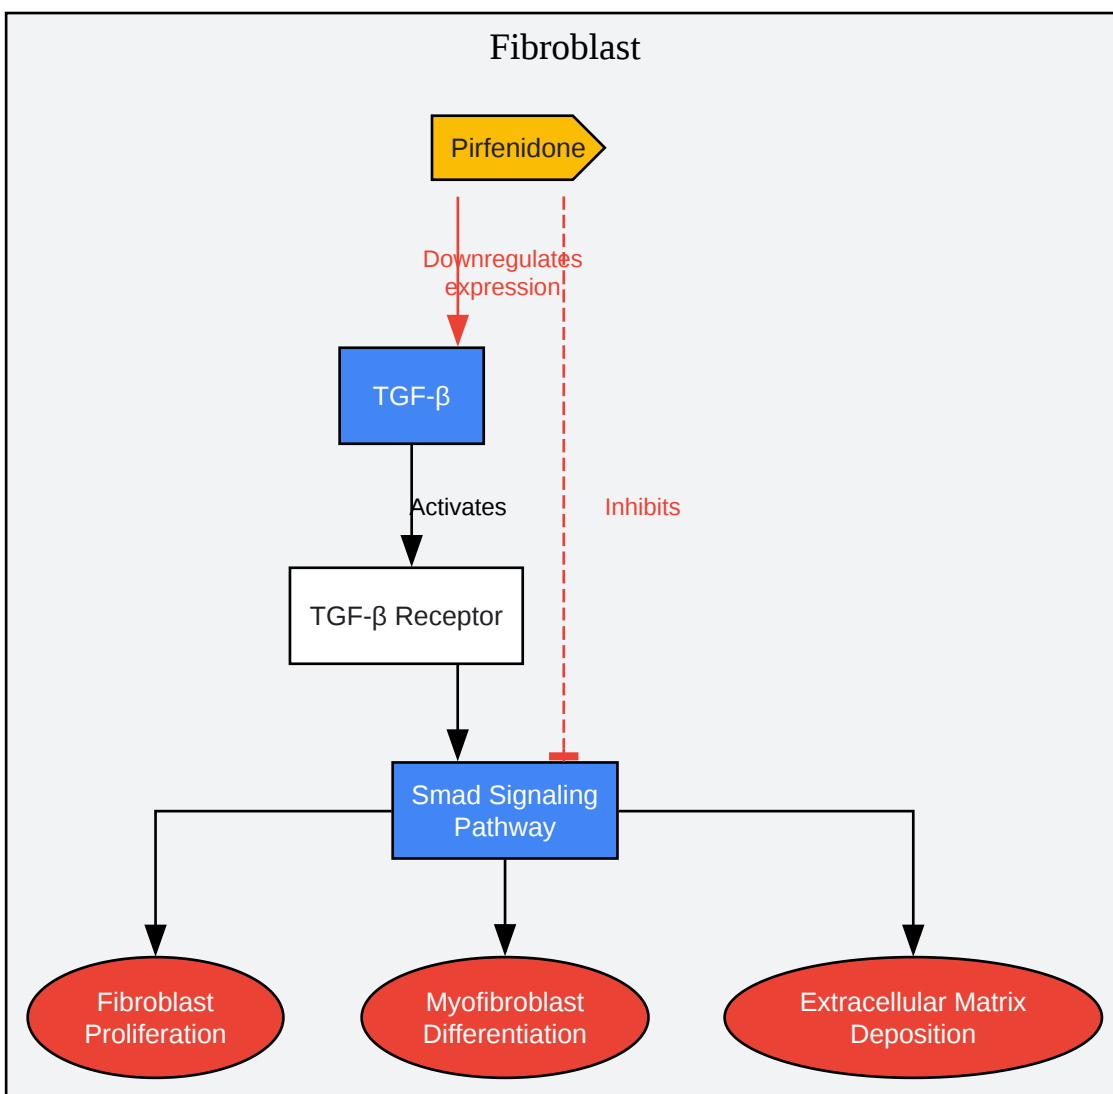 Fibroblast
Pirfenidone
Downregulates
expression
TGF-β
Activates
Inhibits
TGF-β Receptor
Smad Signaling
Pathway
Fibroblast
Proliferation
Myofibroblast
Differentiation
Extracellular Matrix
Deposition